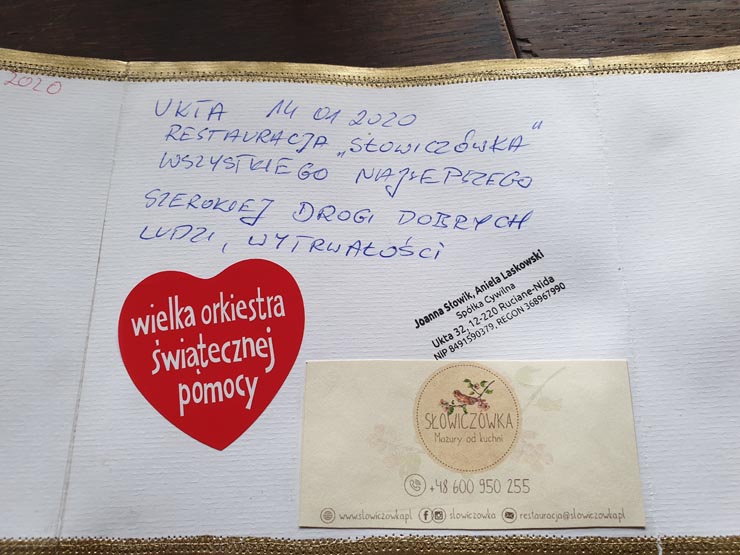 2020
UKTA 14 01 2020
RESTAURACJA „SŁOWICZÓWKA"
WSZYSTKIEGO NAJLEPSZEGO
SZEROKIEJ DROGI DOBRYCH
LUDZI, WYTRWAŁOŚCI
wielka orkiestra
świątecznej
pomocy
Joanna Słowik, Aniela Laskowski
Spółka Cywilna
Ukta 32, 12-220 Ruciane-Nida
NIP 8491590379, REGON 368967990
SŁOWICZÓWKA
Mazury od kuchni
+48 600 950 255
www.slowiczowka.pl slowiczowka restauracja@slowiczowka.pl